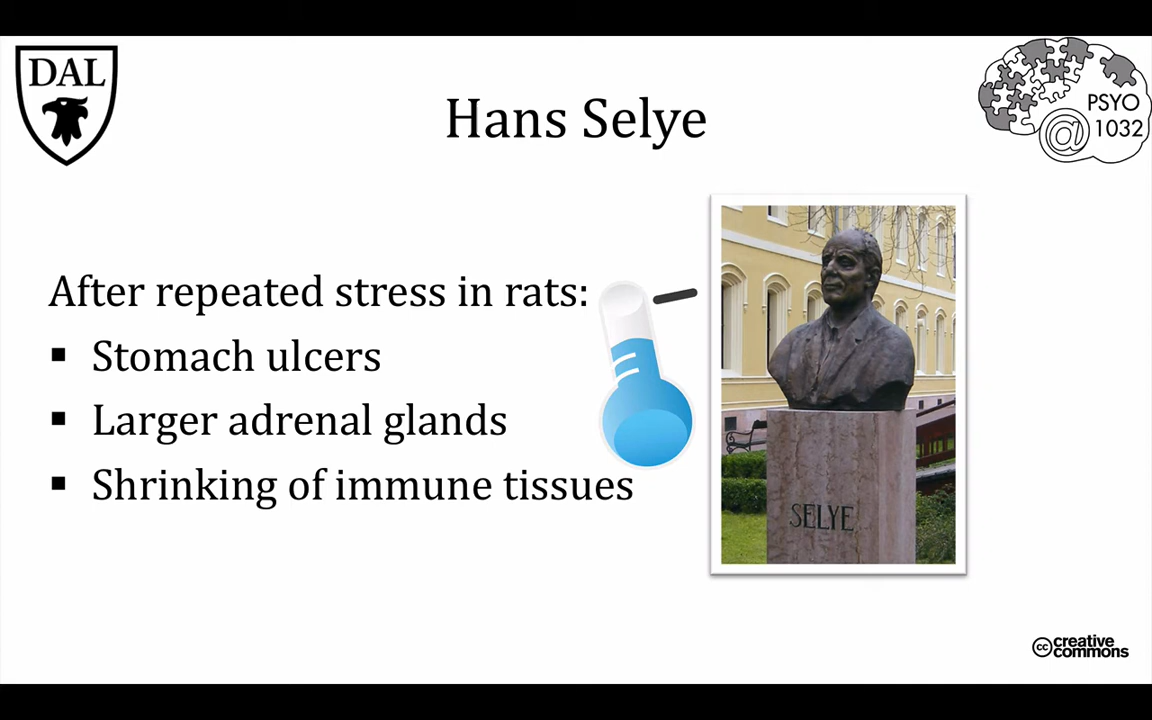 DAL
Hans Selye
PSYO
@ 1032
After repeated stress in rats:
▪ Stomach ulcers
▪ Larger adrenal glands
▪ Shrinking of immune tissues
SELYE
cc creative
commons